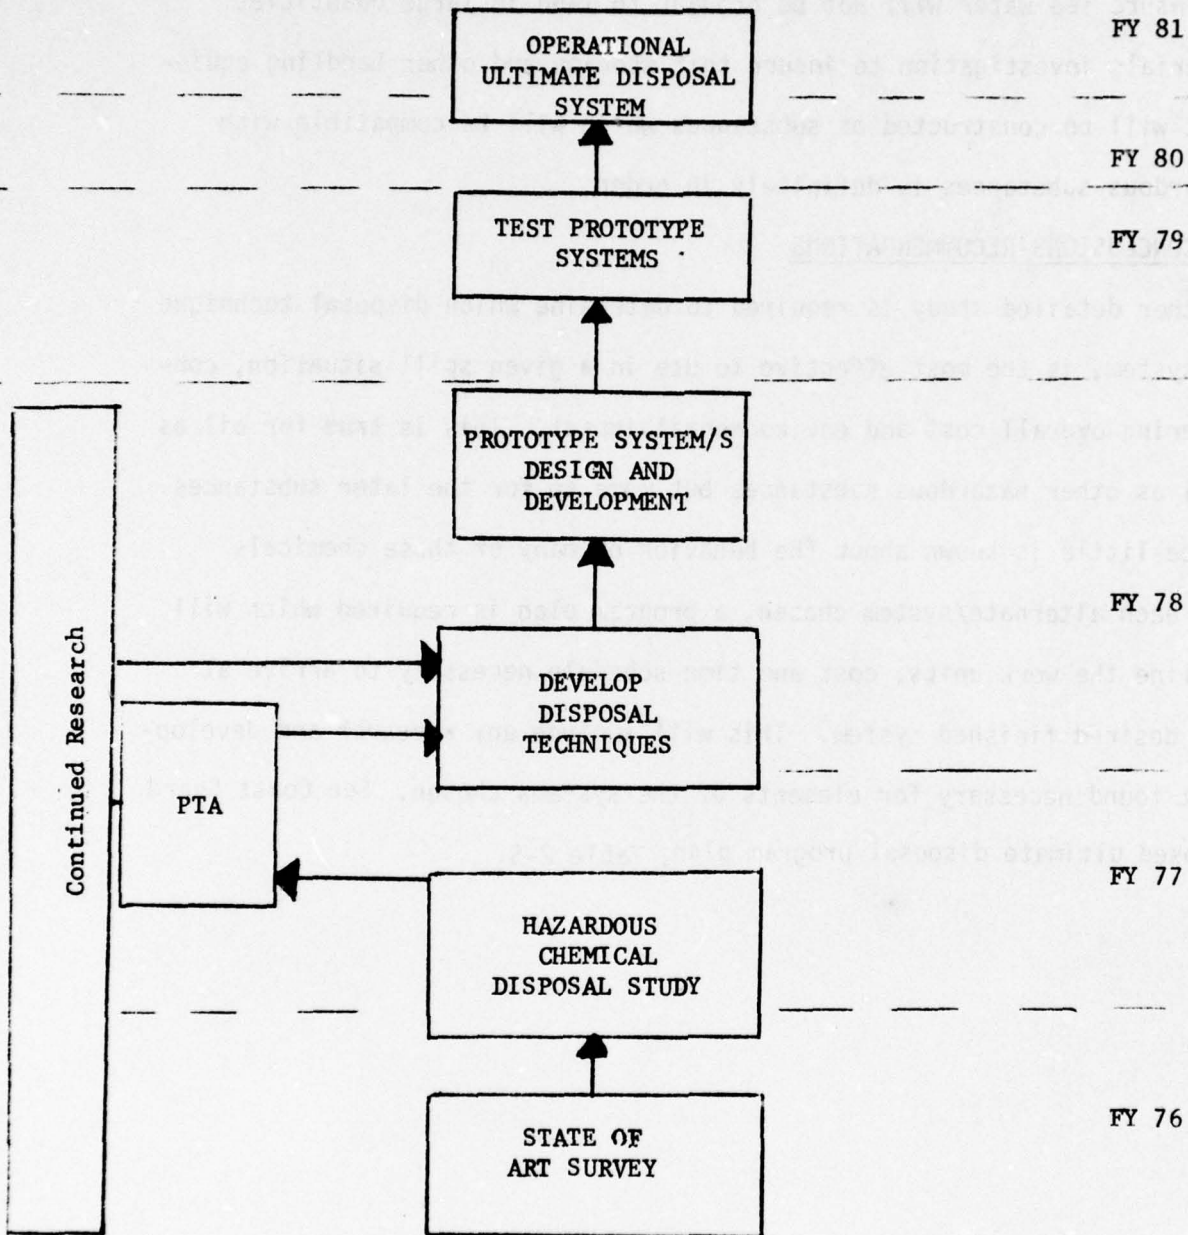 FY 81
OPERATIONAL
ULTIMATE DISPOSAL
SYSTEM
FY 80
TEST PROTOTYPE
SYSTEMS
FY 79
PROTOTYPE SYSTEM/S
DESIGN AND
DEVELOPMENT
FY 78
DEVELOP
DISPOSAL
TECHNIQUES
Continued Research
PTA
FY 77
HAZARDOUS
CHEMICAL
DISPOSAL STUDY
FY 76
STATE OF
ART SURVEY